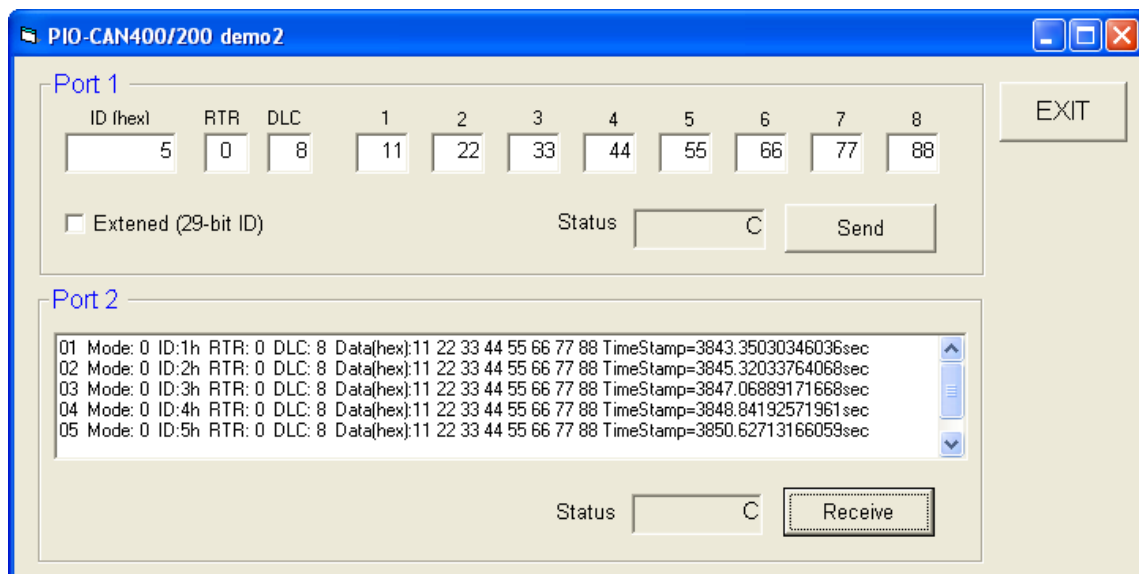 PIO-CAN400/200 demo2
Port 1
EXIT
ID (hex) RTR DLC 1 2 3 4 5 6 7 8
5 0 8 11 22 33 44 55 66 77 88
Extened (29-bit ID) Status C Send
Port 2
01 Mode: 0 ID:1h RTR: 0 DLC: 8 Data(hex):11 22 33 44 55 66 77 88 TimeStamp=3843.35030346036sec
02 Mode: 0 ID:2h RTR: 0 DLC: 8 Data(hex):11 22 33 44 55 66 77 88 TimeStamp=3845.32033764068sec
03 Mode: 0 ID:3h RTR: 0 DLC: 8 Data(hex):11 22 33 44 55 66 77 88 TimeStamp=3847.06889171668sec
04 Mode: 0 ID:4h RTR: 0 DLC: 8 Data(hex):11 22 33 44 55 66 77 88 TimeStamp=3848.84192571961sec
05 Mode: 0 ID:5h RTR: 0 DLC: 8 Data(hex):11 22 33 44 55 66 77 88 TimeStamp=3850.62713166059sec
Status C Receive